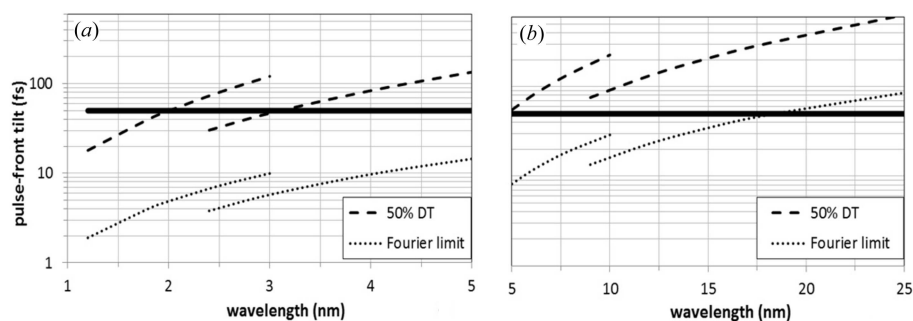 (a)
(b)
pulse-front tilt (fs)
100
10
1
50% DT
Fourier limit
50% DT
Fourier limit
1 2 3 4 5
5 10 15 20 25
wavelength (nm)
wavelength (nm)